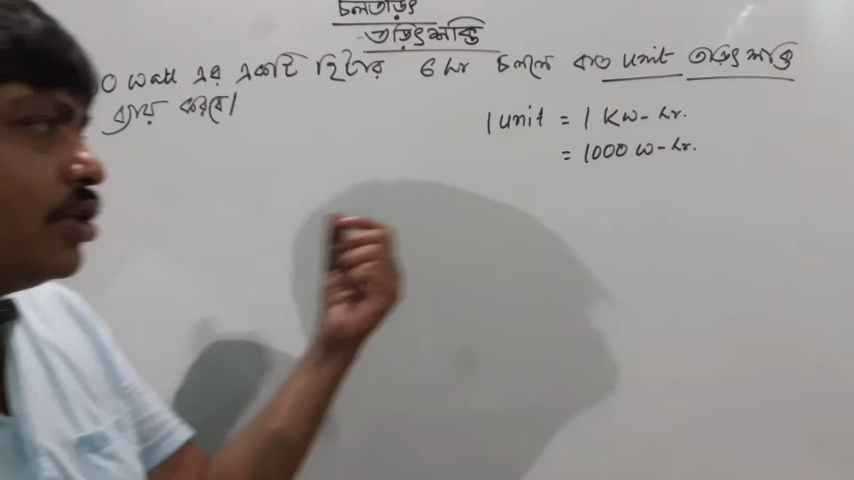 চলতড়িৎ
তড়িৎশক্তি
0 watt এর একটি হিটার 6 hr চললে কত unit তড়িৎ শক্তি
ব্যয় করবে।
1 unit = 1 Kw-hr.
= 1000 w-hr.